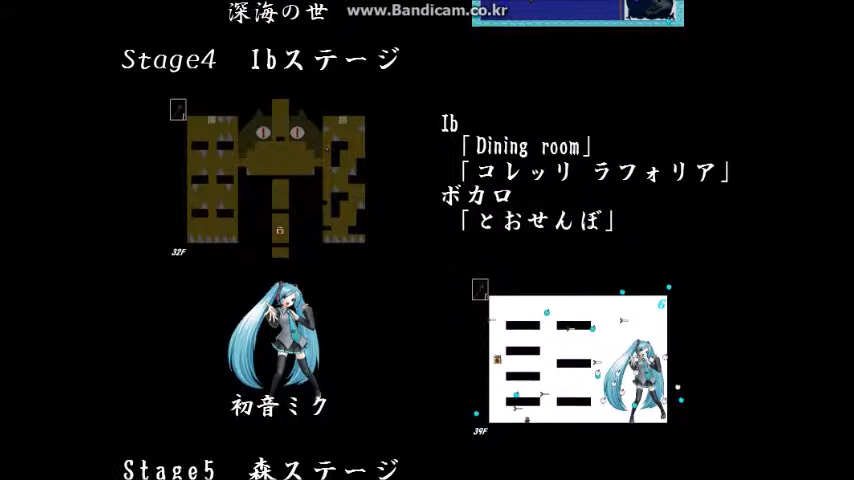 深海の世
www.Bandicam.co.kr
Stage4 Ibステージ
Ib
「Dining room」
「コレッリ ラフォリア」
ボカロ
「とおせんぼ」
32F
初音ミク
6
39F
Stage5 森ステージ